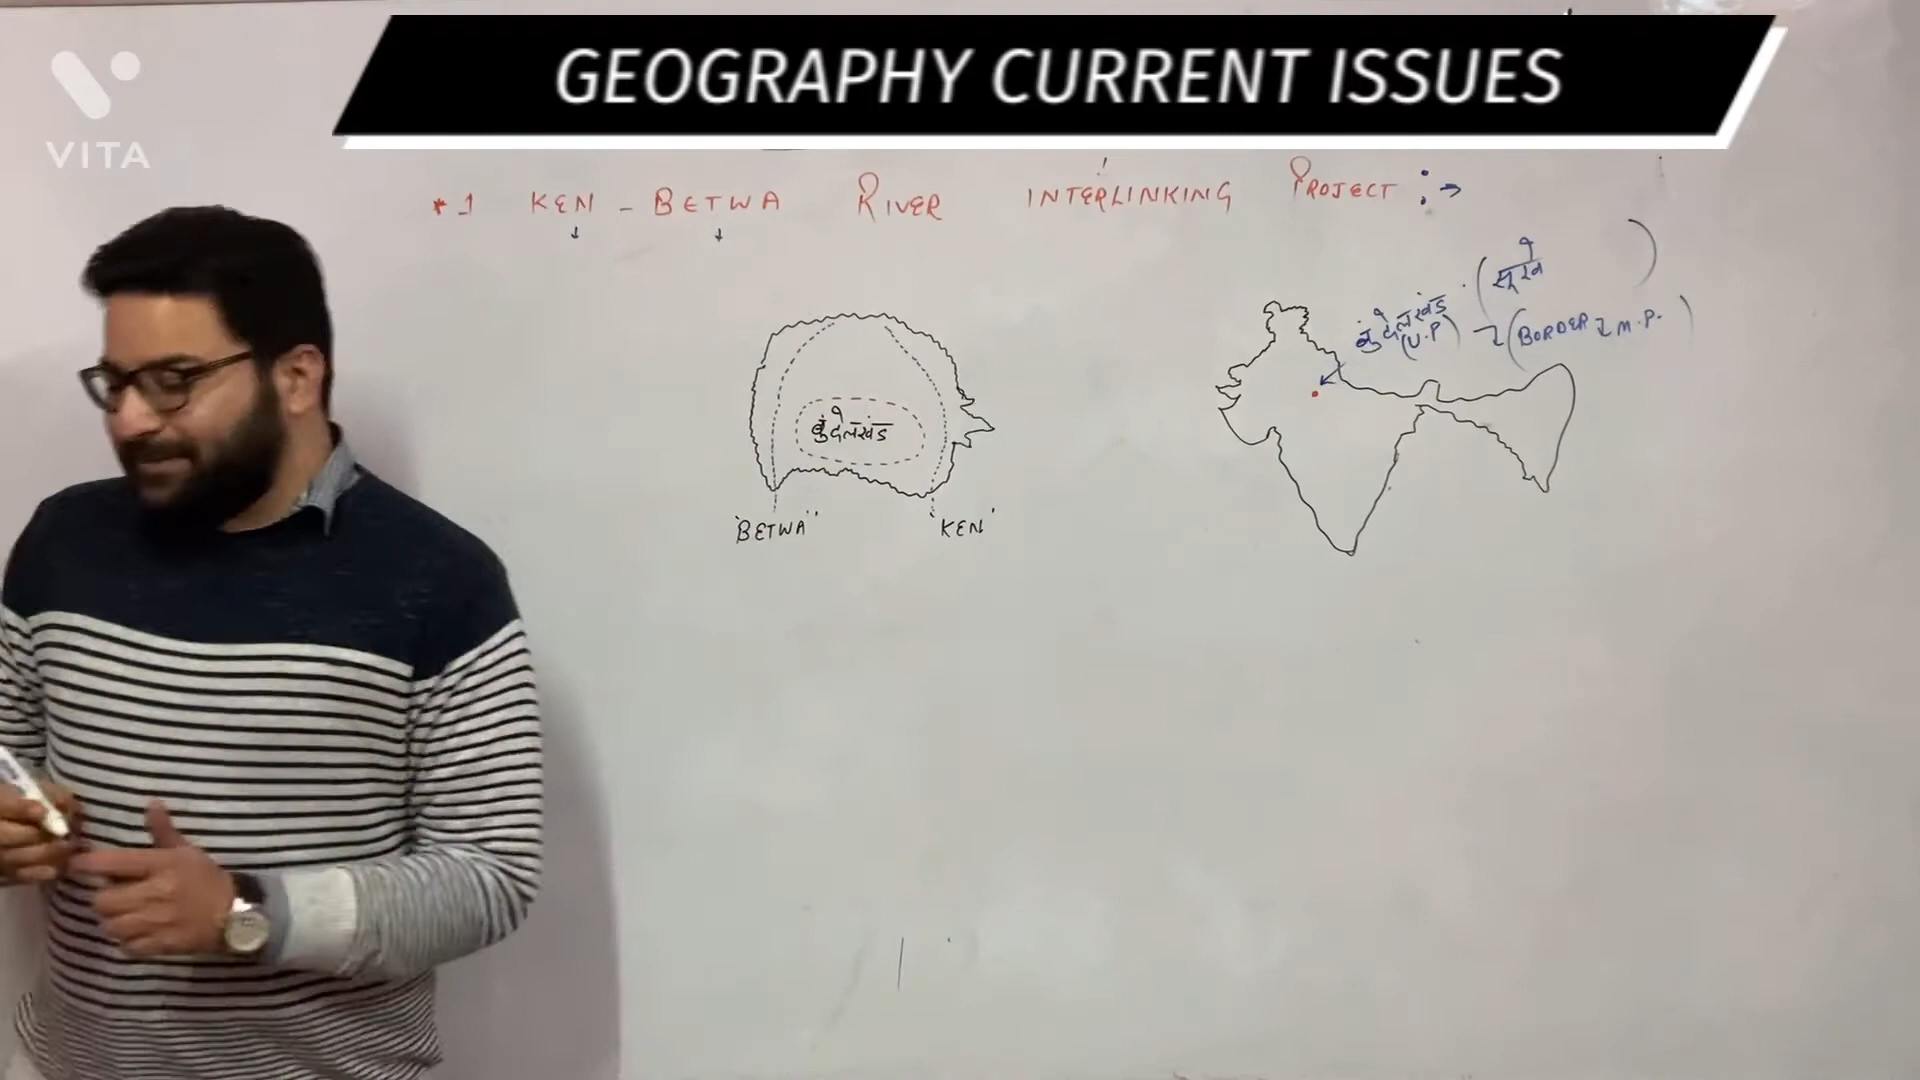 GEOGRAPHY CURRENT ISSUES
VITA
*1 KEN - BETWA RIVER INTERLINKING PROJECT :→
बुंदेलखंड (सूखे )
(U.P) (BORDER M.P.)
बुंदेलखंड
"BETWA" "KEN"